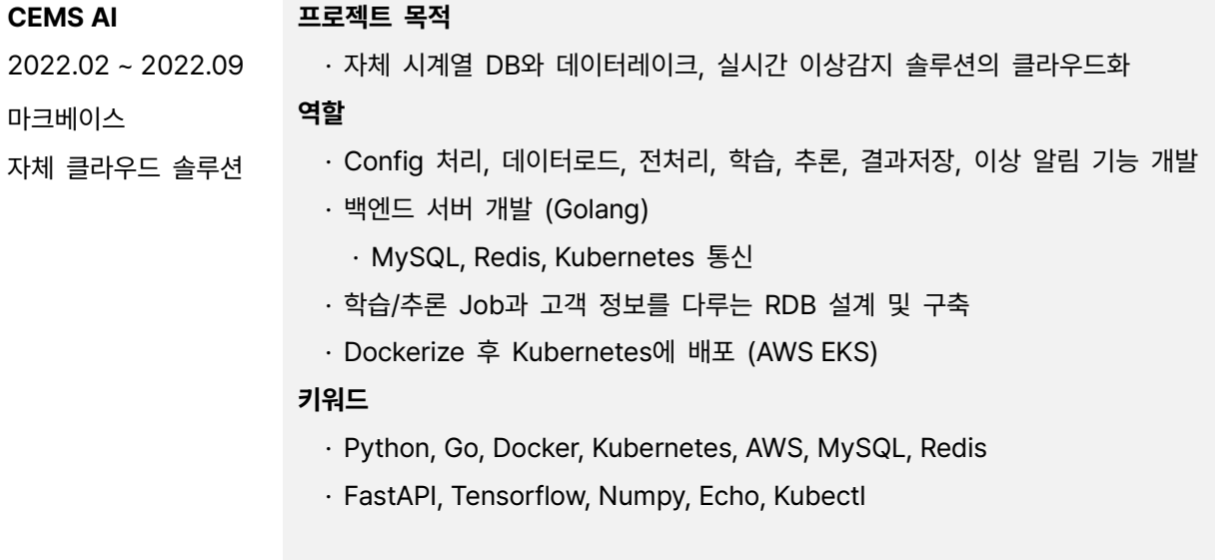 CEMS AI
2022.02 ~ 2022.09
마크베이스
자체 클라우드 솔루션
프로젝트 목적
· 자체 시계열 DB와 데이터레이크, 실시간 이상감지 솔루션의 클라우드화
역할
· Config 처리, 데이터로드, 전처리, 학습, 추론, 결과저장, 이상 알림 기능 개발
· 백엔드 서버 개발 (Golang)
· MySQL, Redis, Kubernetes 통신
· 학습/추론 Job과 고객 정보를 다루는 RDB 설계 및 구축
· Dockerize 후 Kubernetes에 배포 (AWS EKS)
키워드
· Python, Go, Docker, Kubernetes, AWS, MySQL, Redis
· FastAPI, Tensorflow, Numpy, Echo, Kubectl